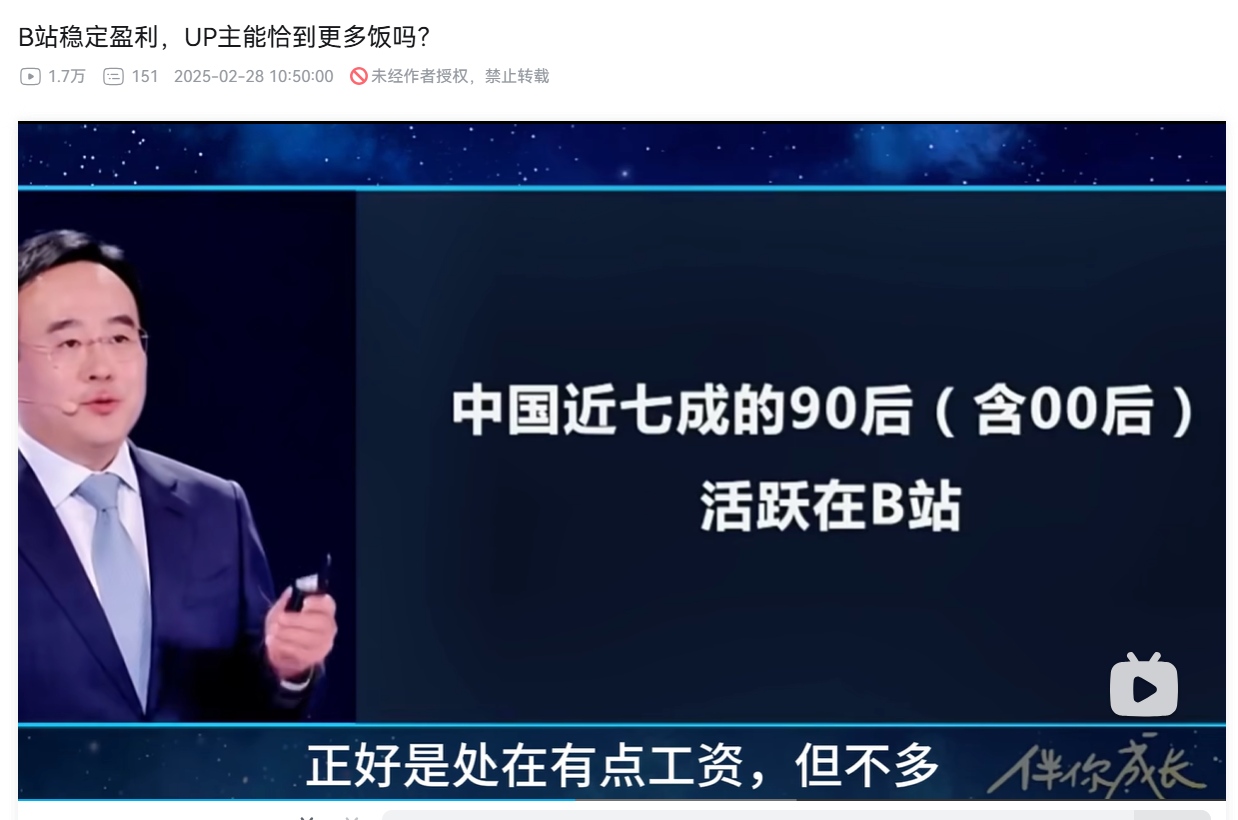 B站稳定盈利，UP主能恰到更多饭吗？
1.7万 151 2025-02-28 10:50:00 未经作者授权，禁止转载
中国近七成的90后（含00后）
活跃在B站
正好是处在有点工资，但不多
伴你成长